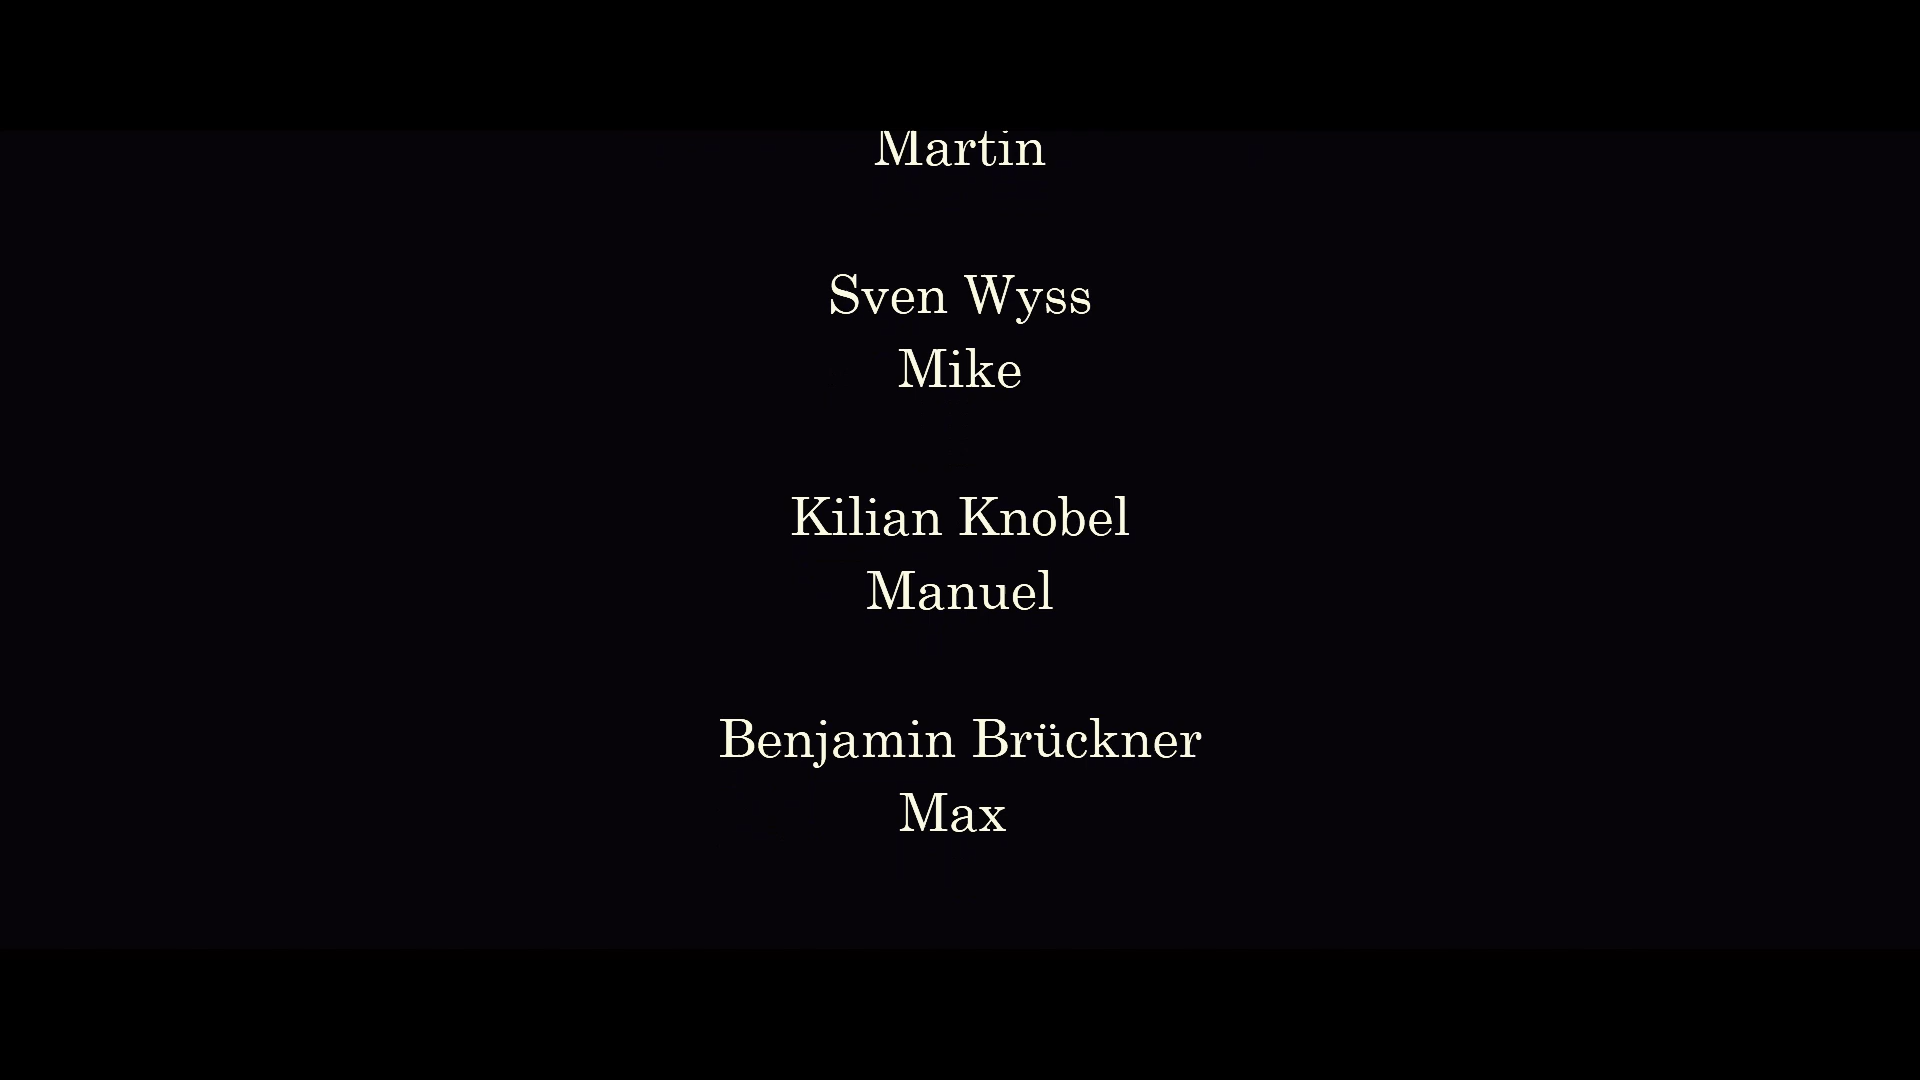 Martin
Sven Wyss
Mike
Kilian Knobel
Manuel
Benjamin Brückner
Max